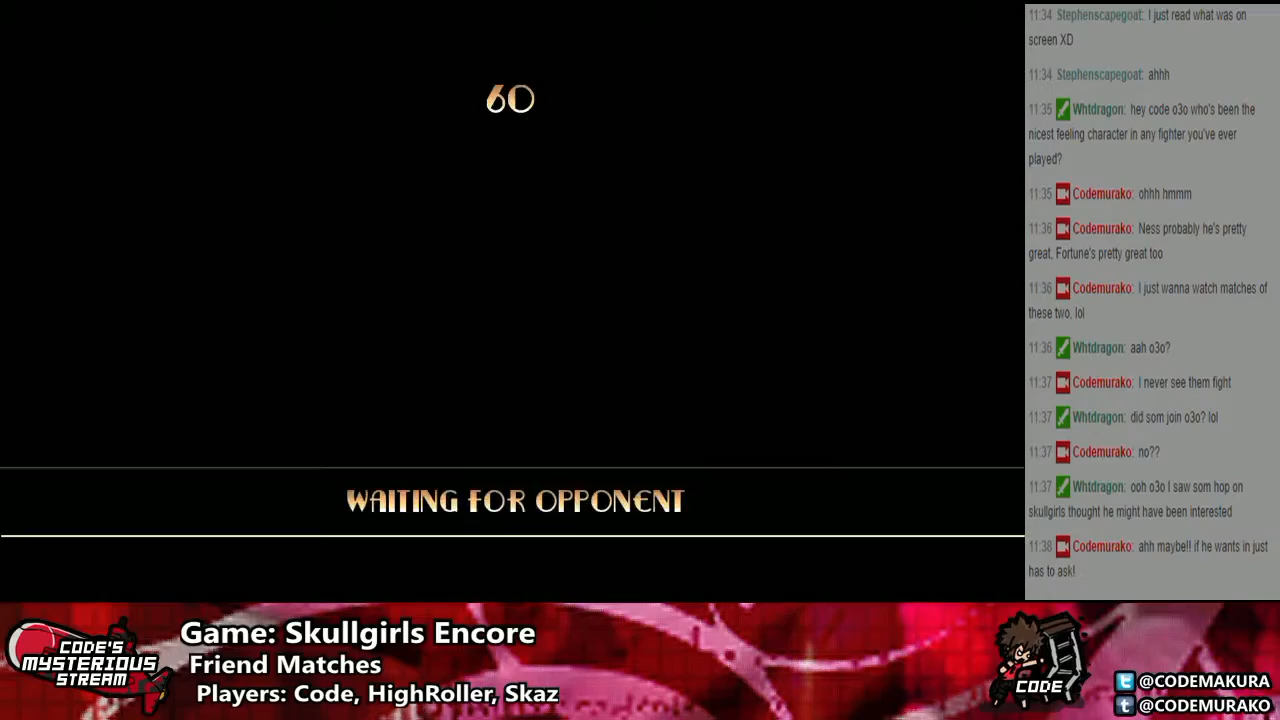 60
WAITING FOR OPPONENT
11:34 Stephenscapegoat: I just read what was on
screen XD
11:34 Stephenscapegoat: ahhh
11:35 Whtdragon: hey code o3o who's been the
nicest feeling character in any fighter you've ever
played?
11:35 Codemurako: ohhh hmmm
11:36 Codemurako: Ness probably he's pretty
great, Fortune's pretty great too
11:36 Codemurako: I just wanna watch matches of
these two, lol
11:36 Whtdragon: aah o3o?
11:37 Codemurako: I never see them fight
11:37 Whtdragon: did som join o3o? lol
11:37 Codemurako: no??
11:37 Whtdragon: ooh o3o I saw som hop on
skullgirls thought he might have been interested
11:38 Codemurako: ahh maybe!! if he wants in just
has to ask!
CODE'S
MYSTERIOUS
STREAM
Game: Skullgirls Encore
Friend Matches
Players: Code, HighRoller, Skaz
CODE
@CODEMAKURA
@CODEMURAKO